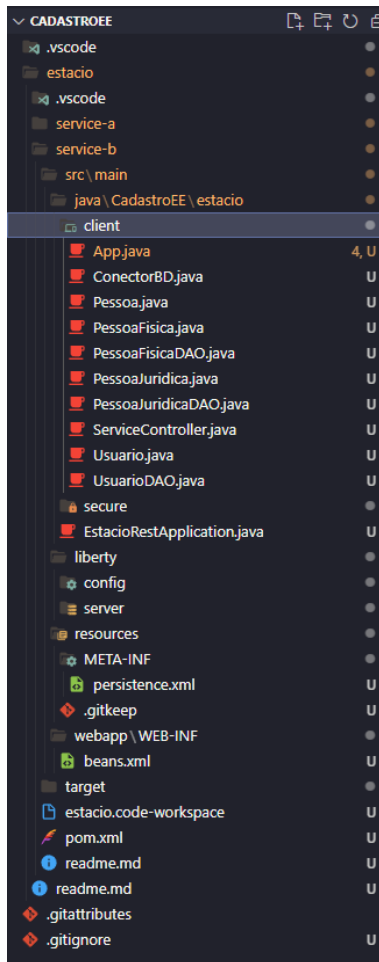 CADASTROEE
.vscode
estacio
.vscode
service-a
service-b
src\main
java\CadastroEE\estacio
client
App.java 4, U
ConectorBD.java U
Pessoa.java U
PessoaFisica.java U
PessoaFisicaDAO.java U
PessoaJuridica.java U
PessoaJuridicaDAO.java U
ServiceController.java U
Usuario.java U
UsuarioDAO.java U
secure
EstacioRestApplication.java U
liberty
config
server
resources
META-INF
persistence.xml U
.gitkeep U
webapp\WEB-INF
beans.xml U
target
estacio.code-workspace U
pom.xml U
readme.md U
readme.md U
.gitattributes
.gitignore U